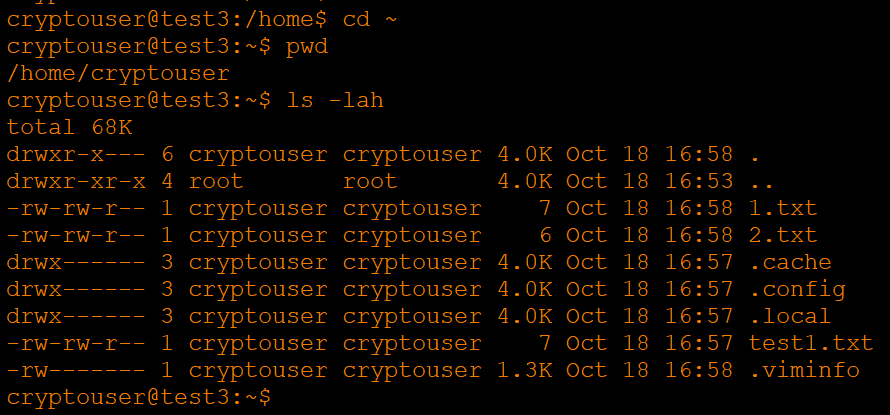 cryptouser@test3:/home$ cd ~
cryptouser@test3:~$ pwd
/home/cryptouser
cryptouser@test3:~$ ls -lah
total 68K
drwxr-x--- 6 cryptouser cryptouser 4.0K Oct 18 16:58 .
drwxr-xr-x 4 root       root       4.0K Oct 18 16:53 ..
-rw-rw-r-- 1 cryptouser cryptouser    7 Oct 18 16:58 1.txt
-rw-rw-r-- 1 cryptouser cryptouser    6 Oct 18 16:58 2.txt
drwx------ 3 cryptouser cryptouser 4.0K Oct 18 16:57 .cache
drwx------ 3 cryptouser cryptouser 4.0K Oct 18 16:57 .config
drwx------ 3 cryptouser cryptouser 4.0K Oct 18 16:57 .local
-rw-rw-r-- 1 cryptouser cryptouser    7 Oct 18 16:57 test1.txt
-rw------- 1 cryptouser cryptouser 1.3K Oct 18 16:58 .viminfo
cryptouser@test3:~$